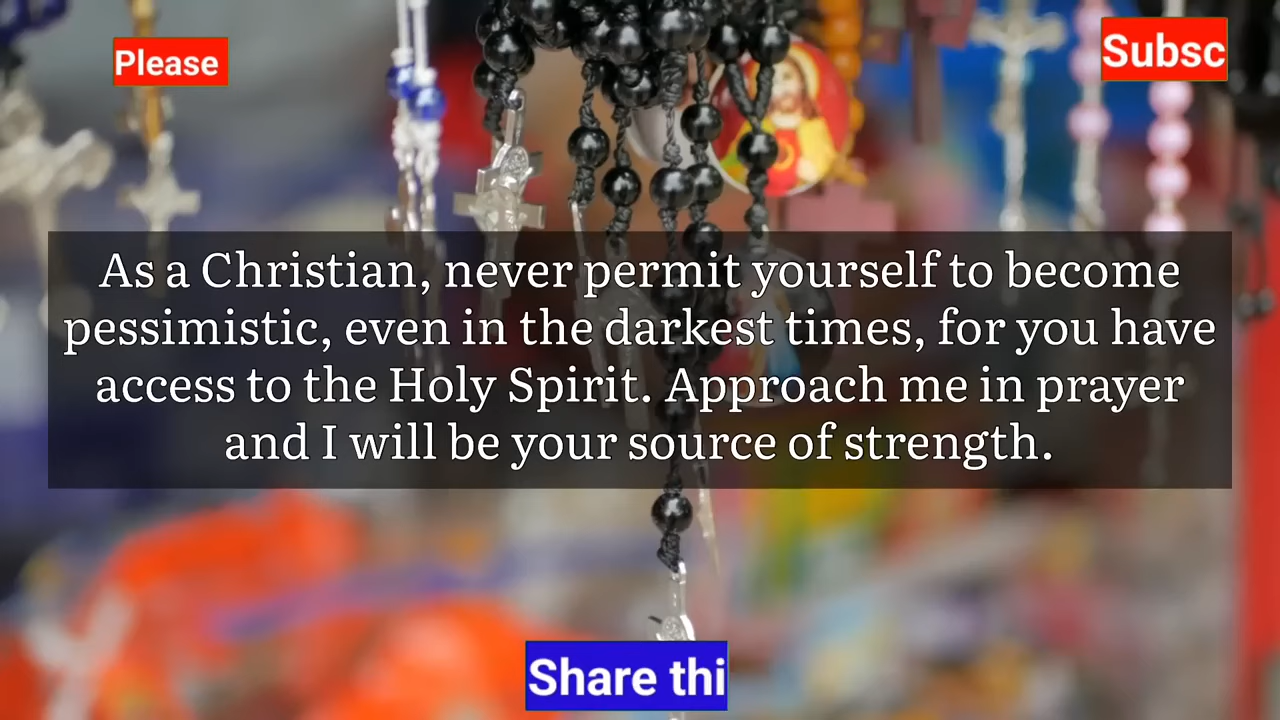 Please
Subsc
As a Christian, never permit yourself to become
pessimistic, even in the darkest times, for you have
access to the Holy Spirit. Approach me in prayer
and I will be your source of strength.
Share thi